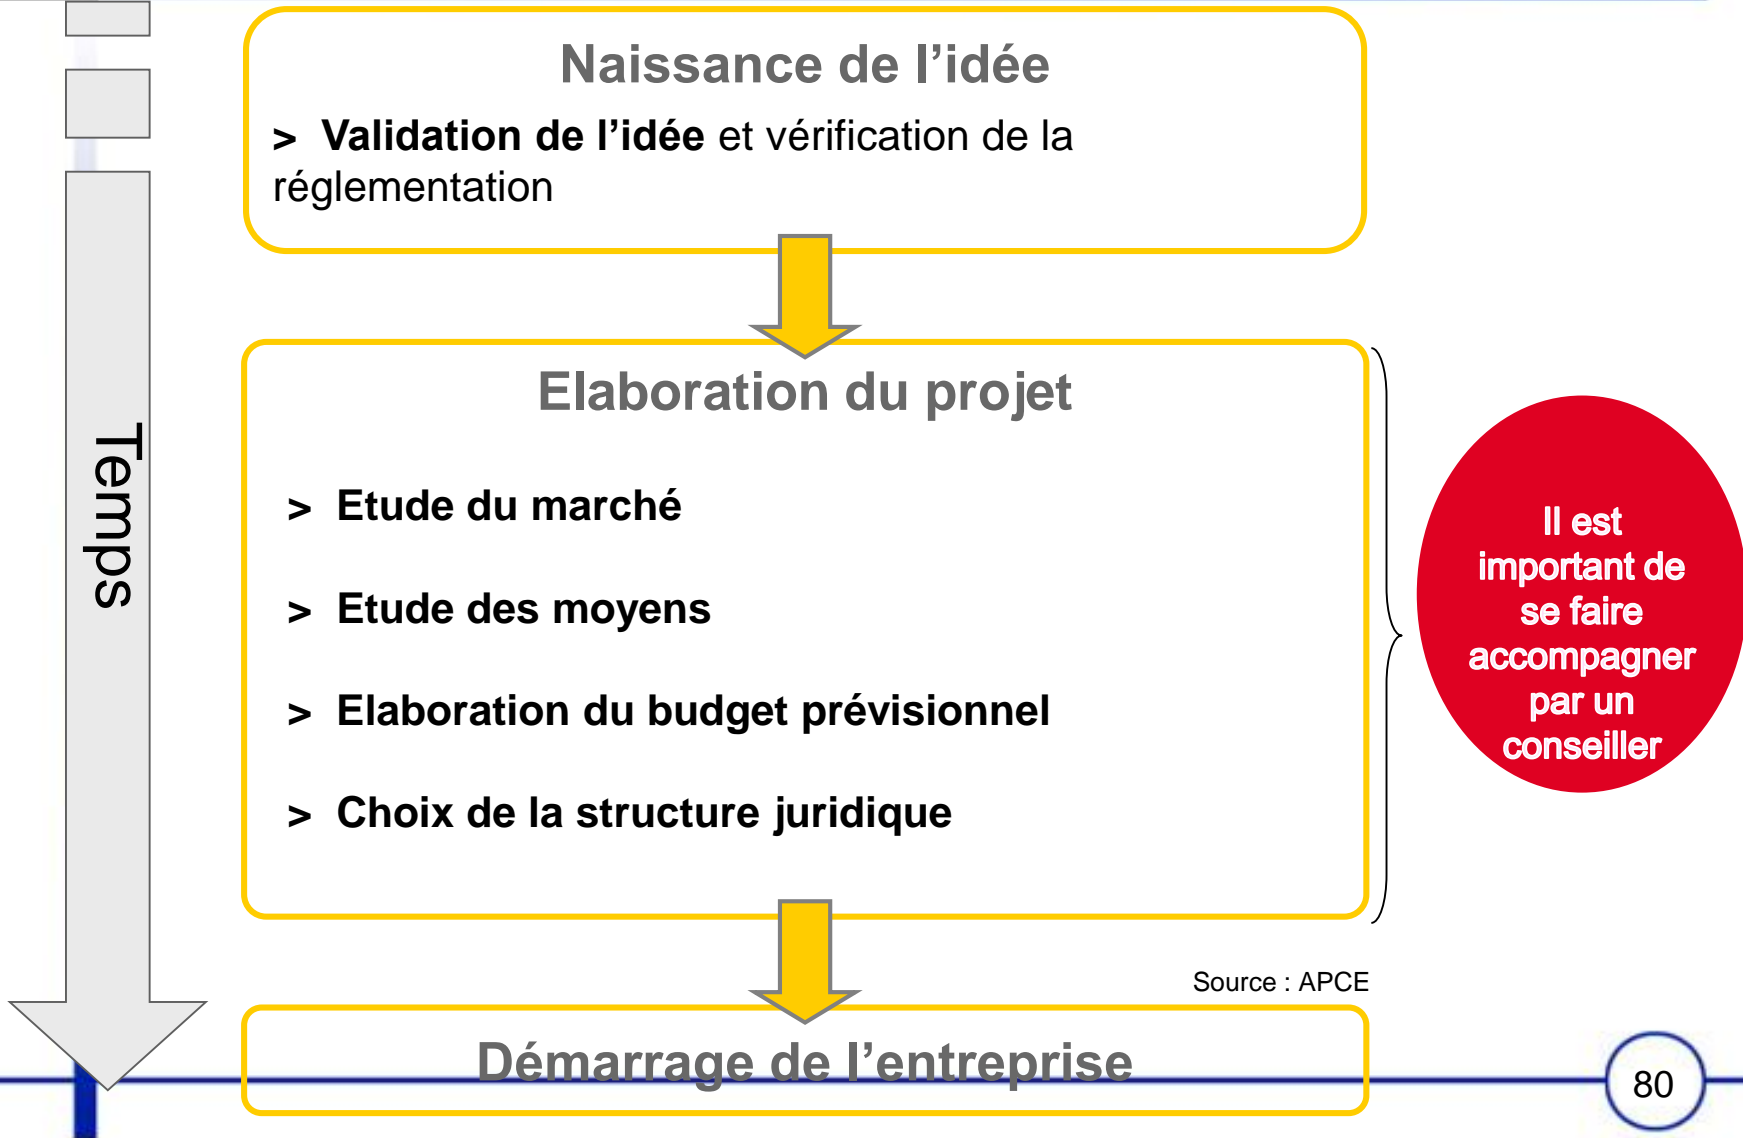 Naissance de l’idée
> Validation de l’idée et vérification de la
réglementation
Temps
Elaboration du projet
> Etude du marché
> Etude des moyens
> Elaboration du budget prévisionnel
> Choix de la structure juridique
Il est
important de
se faire
accompagner
par un
conseiller
Source : APCE
Démarrage de l’entreprise
80